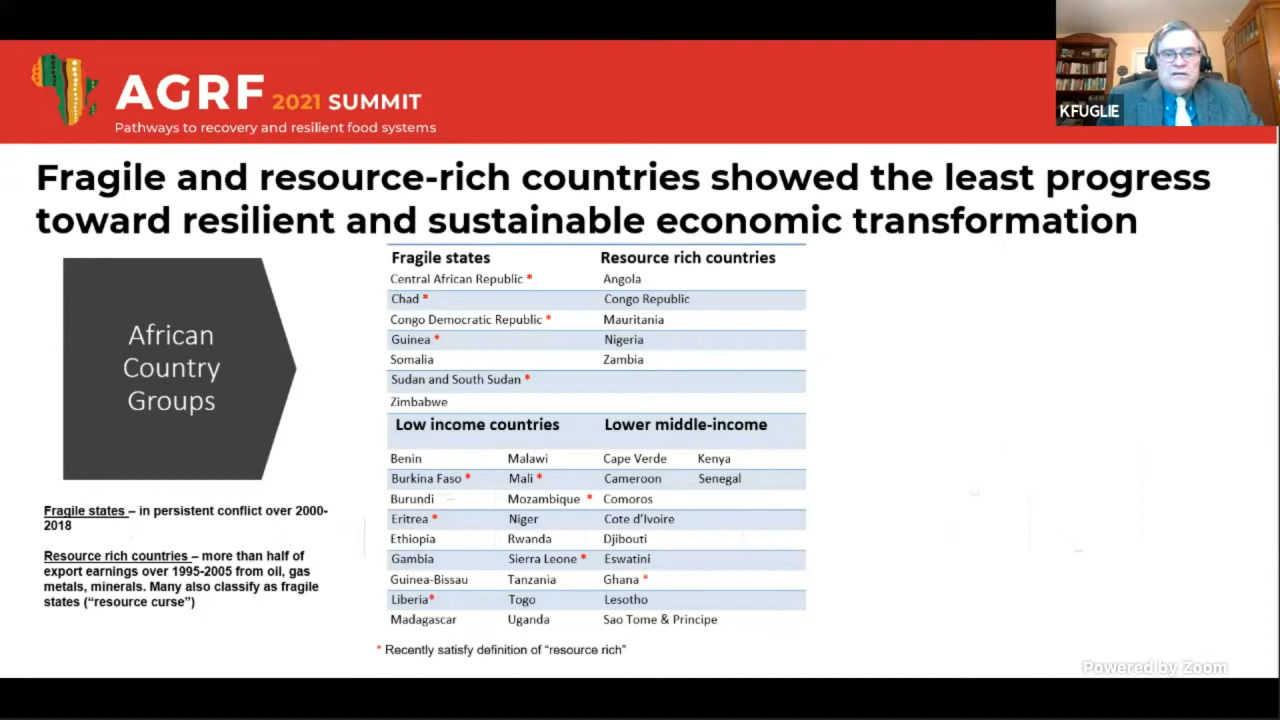 AGRF 2021 SUMMIT
Pathways to recovery and resilient food systems
KFUGLIE
Fragile and resource-rich countries showed the least progress
toward resilient and sustainable economic transformation
African
Country
Groups
Fragile states – in persistent conflict over 2000-
2018
Resource rich countries – more than half of
export earnings over 1995-2005 from oil, gas
metals, minerals. Many also classify as fragile
states (“resource curse”)
Fragile states Resource rich countries
Central African Republic * Angola
Chad * Congo Republic
Congo Democratic Republic * Mauritania
Guinea * Nigeria
Somalia Zambia
Sudan and South Sudan *
Zimbabwe
Low income countries Lower middle-income
Benin Malawi Cape Verde Kenya
Burkina Faso * Mali * Cameroon Senegal
Burundi Mozambique * Comoros
Eritrea * Niger Cote d’Ivoire
Ethiopia Rwanda Djibouti
Gambia Sierra Leone * Eswatini
Guinea-Bissau Tanzania Ghana *
Liberia* Togo Lesotho
Madagascar Uganda Sao Tome & Principe
* Recently satisfy definition of “resource rich”
Powered by Zoom